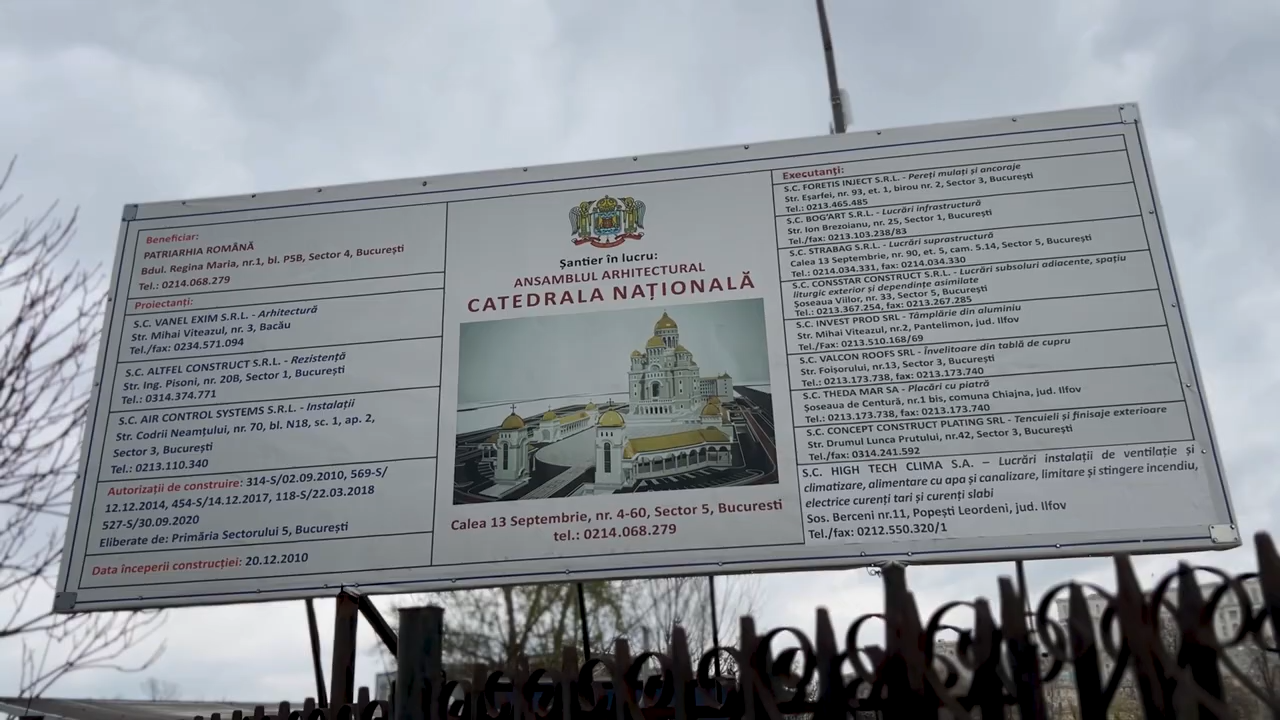 Beneficiar:
PATRIARHIA ROMÂNĂ
Bdul. Regina Maria, nr.1, bl. P5B, Sector 4, București
Tel.: 0214.068.279
Proiectanți:
S.C. VANEL EXIM S.R.L. - Arhitectură
Str. Mihai Viteazul, nr. 3, Bacău
Tel./fax: 0234.571.094
S.C. ALTFEL CONSTRUCT S.R.L. - Rezistență
Str. Ing. Pisoni, nr. 20B, Sector 1, București
Tel.: 0314.374.771
S.C. AIR CONTROL SYSTEMS S.R.L. - Instalații
Str. Codrii Neamțului, nr. 70, bl. N18, sc. 1, ap. 2,
Sector 3, București
Tel.: 0213.110.340
Autorizații de construire: 314-S/02.09.2010, 569-S/
12.12.2014, 454-S/14.12.2017, 118-S/22.03.2018
527-S/30.09.2020
Eliberate de: Primăria Sectorului 5, București
Data începerii construcției: 20.12.2010
Șantier în lucru:
ANSAMBLUL ARHITECTURAL
CATEDRALA NAȚIONALĂ
Calea 13 Septembrie, nr. 4-60, Sector 5, Bucuresti
tel.: 0214.068.279
Executanți:
S.C. FORETIS INJECT S.R.L. - Pereți mulați și ancoraje
Str. Eșarfei, nr. 93, et. 1, birou nr. 2, Sector 3, București
Tel.: 0213.465.485
S.C. BOG'ART S.R.L. - Lucrări infrastructură
Str. Ion Brezoianu, nr. 25, Sector 1, București
Tel./fax: 0213.103.238/83
S.C. STRABAG S.R.L. - Lucrări suprastructură
Calea 13 Septembrie, nr. 90, et. 5, cam. 5.14, Sector 5, București
Tel.: 0214.034.331, fax: 0214.034.330
S.C. CONSSTAR CONSTRUCT S.R.L. - Lucrări subsoluri adiacente, spațiu
liturgic exterior și dependințe asimilate
Șoseaua Viilor, nr. 33, Sector 5, București
Tel.: 0213.367.254, fax: 0213.267.285
S.C. INVEST PROD SRL - Tâmplărie din aluminiu
Str. Mihai Viteazul, nr.2, Pantelimon, jud. Ilfov
Tel./Fax: 0213.510.168/69
S.C. VALCON ROOFS SRL - Învelitoare din tablă de cupru
Str. Foișorului, nr.13, Sector 3, București
Tel.: 0213.173.738, fax: 0213.173.740
S.C. THEDA MAR SA - Placări cu piatră
Șoseaua de Centură, nr.1 bis, comuna Chiajna, jud. Ilfov
Tel.: 0213.173.738, fax: 0213.173.740
S.C. CONCEPT CONSTRUCT PLATING SRL - Tencuieli și finisaje exterioare
Str. Drumul Lunca Prutului, nr.42, Sector 3, București
Tel./fax: 0314.241.592
S.C. HIGH TECH CLIMA S.A. – Lucrări instalații de ventilație și
climatizare, alimentare cu apa și canalizare, limitare și stingere incendiu,
electrice curenți tari și curenți slabi
Sos. Berceni nr.11, Popești Leordeni, jud. Ilfov
Tel./fax: 0212.550.320/1